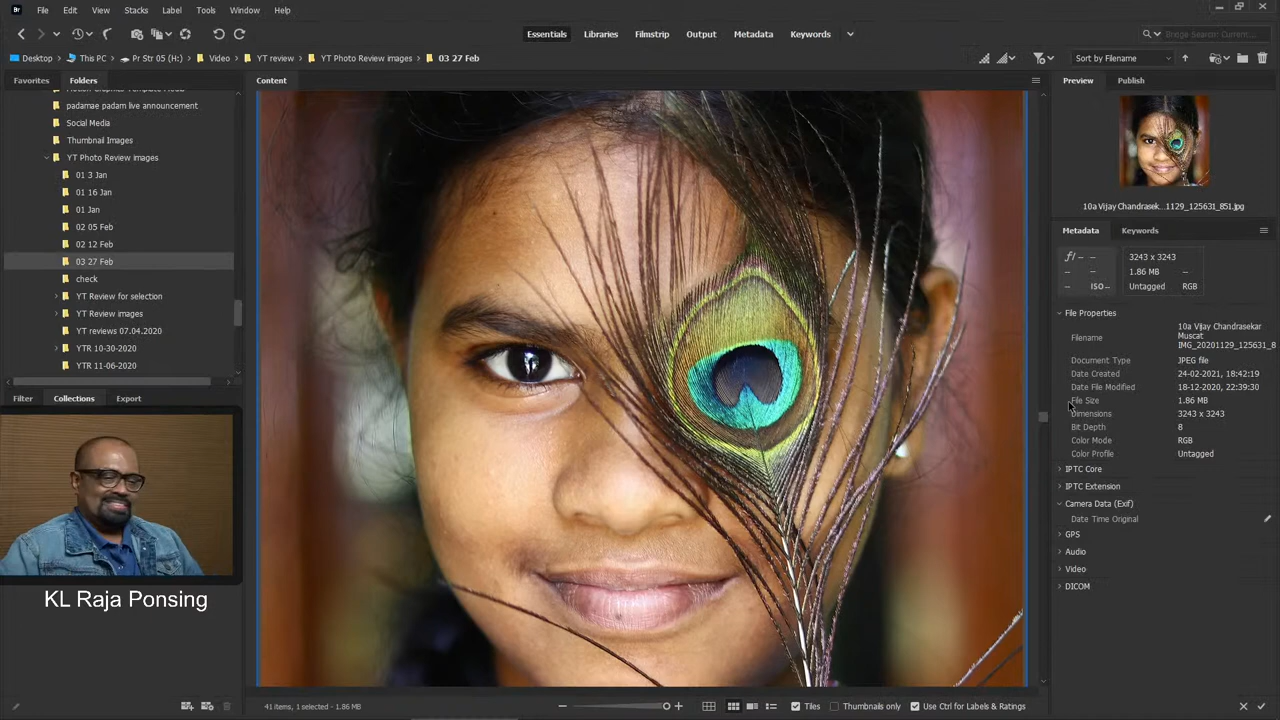 Br File Edit View Stacks Label Tools Window Help
Essentials Libraries Filmstrip Output Metadata Keywords
Bridge Search: Current...
Desktop This PC Pr Str 05 (H:) Video YT review YT Photo Review images 03 27 Feb
Sort by Filename
Favorites Folders
padamae padam live announcement
Social Media
Thumbnail Images
YT Photo Review images
01 3 Jan
01 16 Jan
01 Jan
02 05 Feb
02 12 Feb
03 27 Feb
check
YT Review for selection
YT Review images
YT reviews 07.04.2020
YTR 10-30-2020
YTR 11-06-2020
Filter Collections Export
KL Raja Ponsing
Content
41 items, 1 selected - 1.86 MB
Tiles Thumbnails only Use Ctrl for Labels & Ratings
Preview Publish
10a Vijay Chandrasek...1129_125631_851.jpg
Metadata Keywords
f/ -- -- 3243 x 3243
-- -- 1.86 MB --
-- ISO-- Untagged RGB
File Properties
Filename 10a Vijay Chandrasekar
Muscat
IMG_20201129_125631_8
Document Type JPEG file
Date Created 24-02-2021, 18:42:19
Date File Modified 18-12-2020, 22:39:30
File Size 1.86 MB
Dimensions 3243 x 3243
Bit Depth 8
Color Mode RGB
Color Profile Untagged
IPTC Core
IPTC Extension
Camera Data (Exif)
Date Time Original
GPS
Audio
Video
DICOM